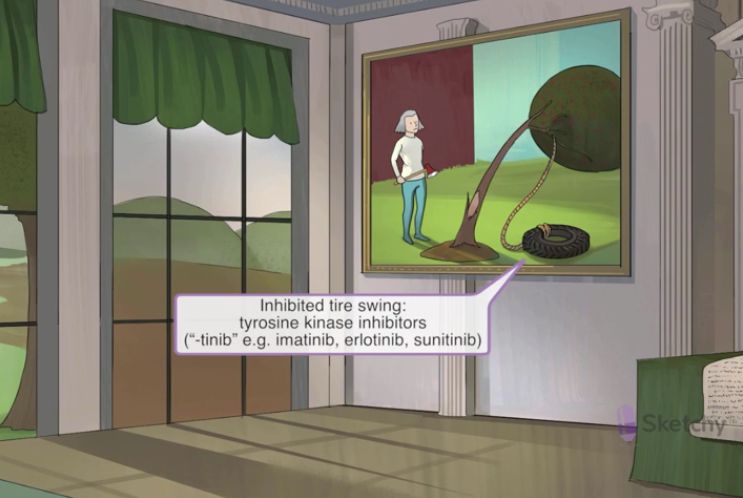 Inhibited tire swing:
tyrosine kinase inhibitors
("-tinib" e.g. imatinib, erlotinib, sunitinib)
Sketchy